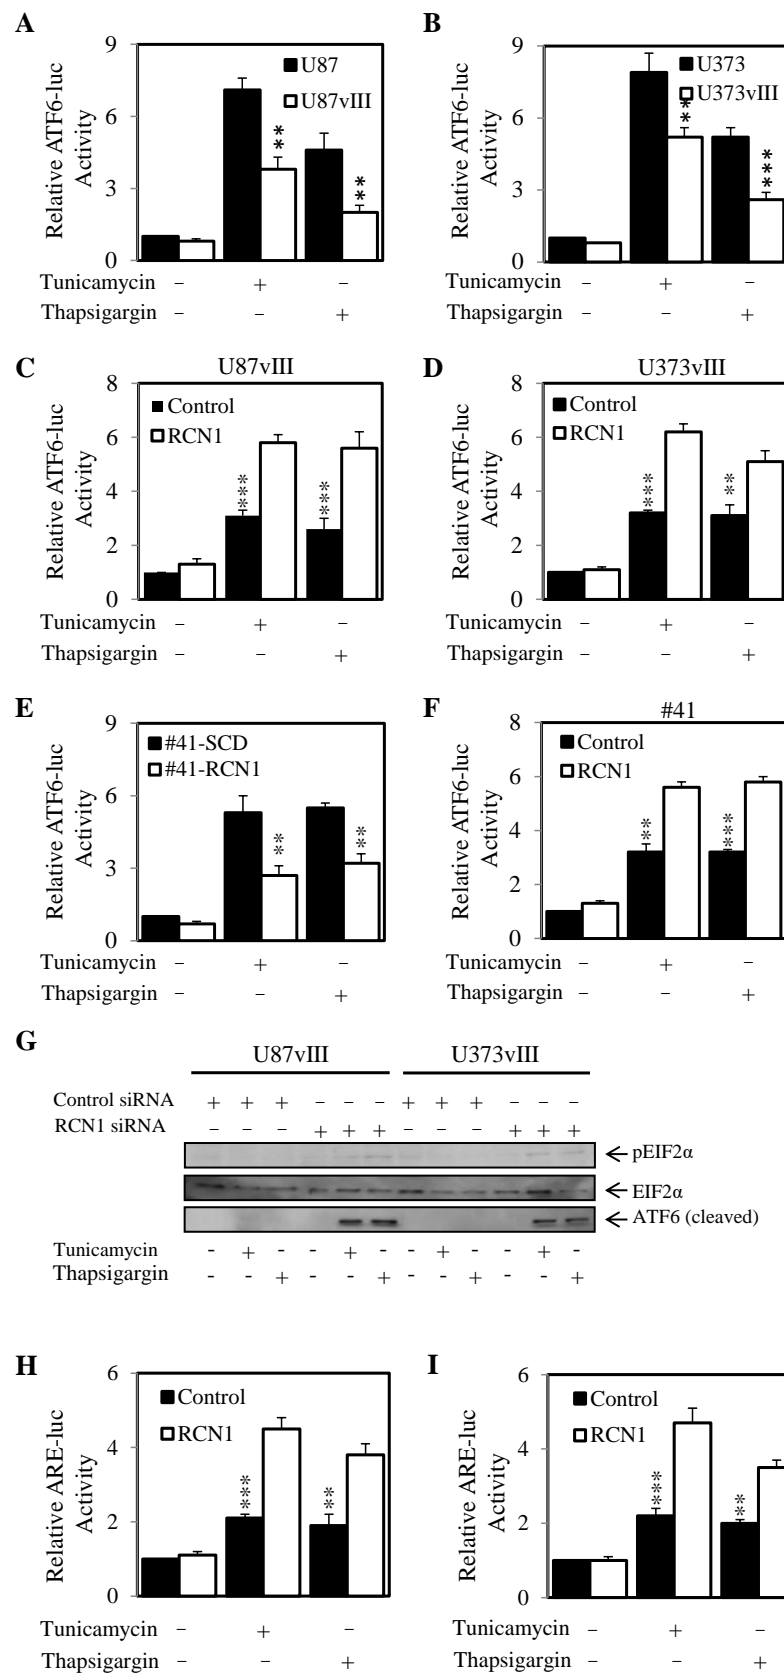 A
Relative ATF6-luc
Activity
9
6
3
0
U87
U87vIII
**
**
Tunicamycin – + –
Thapsigargin – – +
B
Relative ATF6-luc
Activity
9
6
3
0
U373
U373vIII
**
***
Tunicamycin – + –
Thapsigargin – – +
C
U87vIII
Relative ATF6-luc
Activity
8
6
4
2
0
Control
RCN1
***
***
Tunicamycin – + –
Thapsigargin – – +
D
U373vIII
Relative ATF6-luc
Activity
8
6
4
2
0
Control
RCN1
***
**
Tunicamycin – + –
Thapsigargin – – +
E
Relative ATF6-luc
Activity
9
6
3
0
#41-SCD
#41-RCN1
**
**
Tunicamycin – + –
Thapsigargin – – +
F
#41
Relative ATF6-luc
Activity
8
6
4
2
0
Control
RCN1
**
***
Tunicamycin – + –
Thapsigargin – – +
G
U87vIII U373vIII
Control siRNA + + + – – – + + + – – –
RCN1 siRNA – – – + + + – – – + + +
pEIF2α
EIF2α
ATF6 (cleaved)
Tunicamycin - + - - + - - + - - + -
Thapsigargin - - + - - + - - + - - +
H
Relative ARE-luc
Activity
6
4
2
0
Control
RCN1
***
**
Tunicamycin – + –
Thapsigargin – – +
I
Relative ARE-luc
Activity
6
4
2
0
Control
RCN1
***
**
Tunicamycin – + –
Thapsigargin – – +